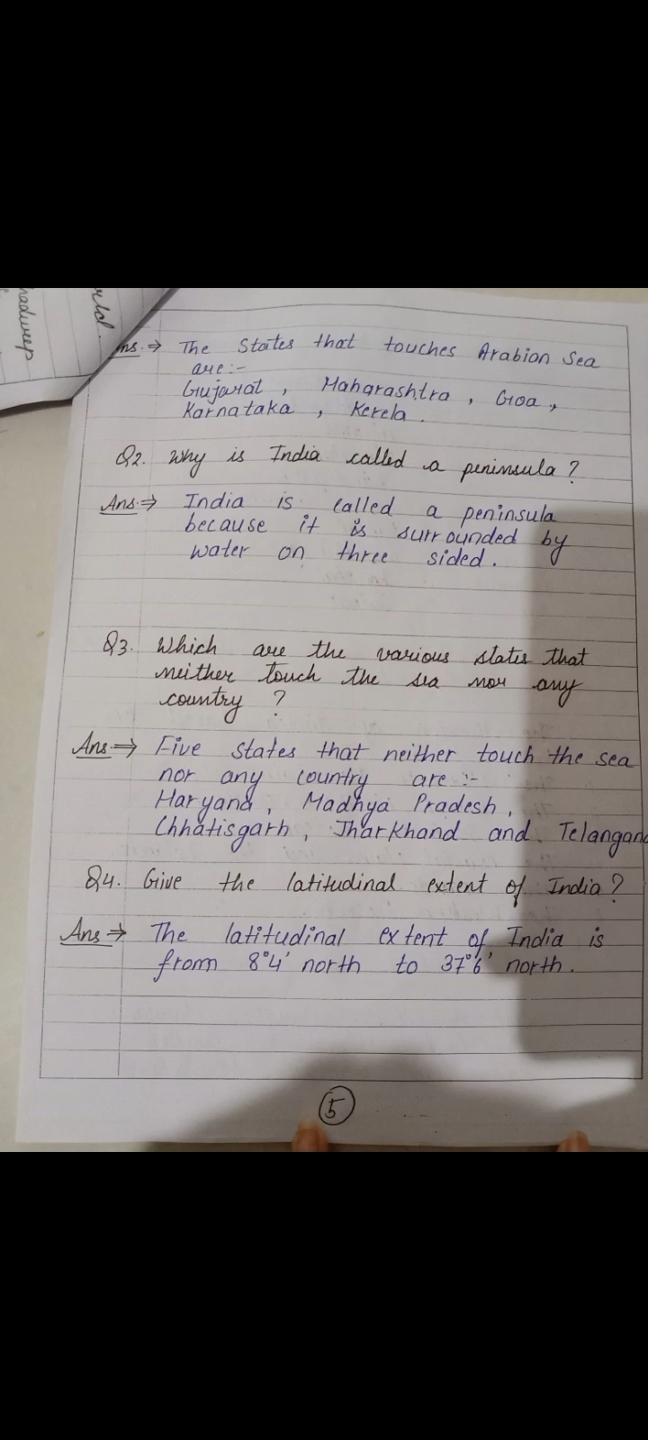 rld.
hadweep
Ans.→ The States that touches Arabian Sea
are:-
Gujarat, Maharashtra, Goa,
Karnataka, Kerela.
Q2. Why is India called a peninsula?
Ans.→ India is called a peninsula
because it is surrounded by
water on three sided.
Q3. Which are the various states that
neither touch the sea nor any
country ?
Ans.→ Five states that neither touch the sea
nor any country are :-
Haryana, Madhya Pradesh,
Chhatisgarh, Jharkhand and Telangana
Q4. Give the latitudinal extent of India?
Ans→ The latitudinal extent of India is
from 8°4' north to 37°6' north.
5